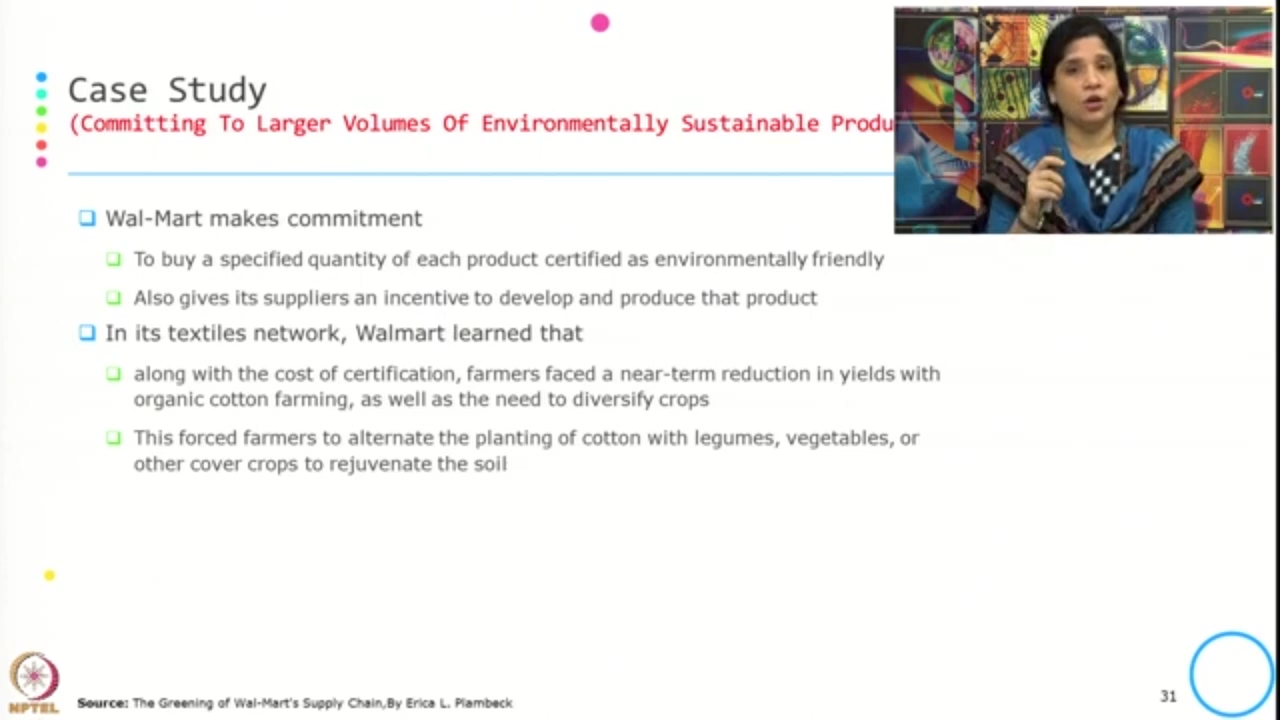 Case Study
(Committing To Larger Volumes Of Environmentally Sustainable Produ
Wal-Mart makes commitment
To buy a specified quantity of each product certified as environmentally friendly
Also gives its suppliers an incentive to develop and produce that product
In its textiles network, Walmart learned that
along with the cost of certification, farmers faced a near-term reduction in yields with
organic cotton farming, as well as the need to diversify crops
This forced farmers to alternate the planting of cotton with legumes, vegetables, or
other cover crops to rejuvenate the soil
NPTEL
Source: The Greening of Wal-Mart's Supply Chain,By Erica L. Plambeck
31